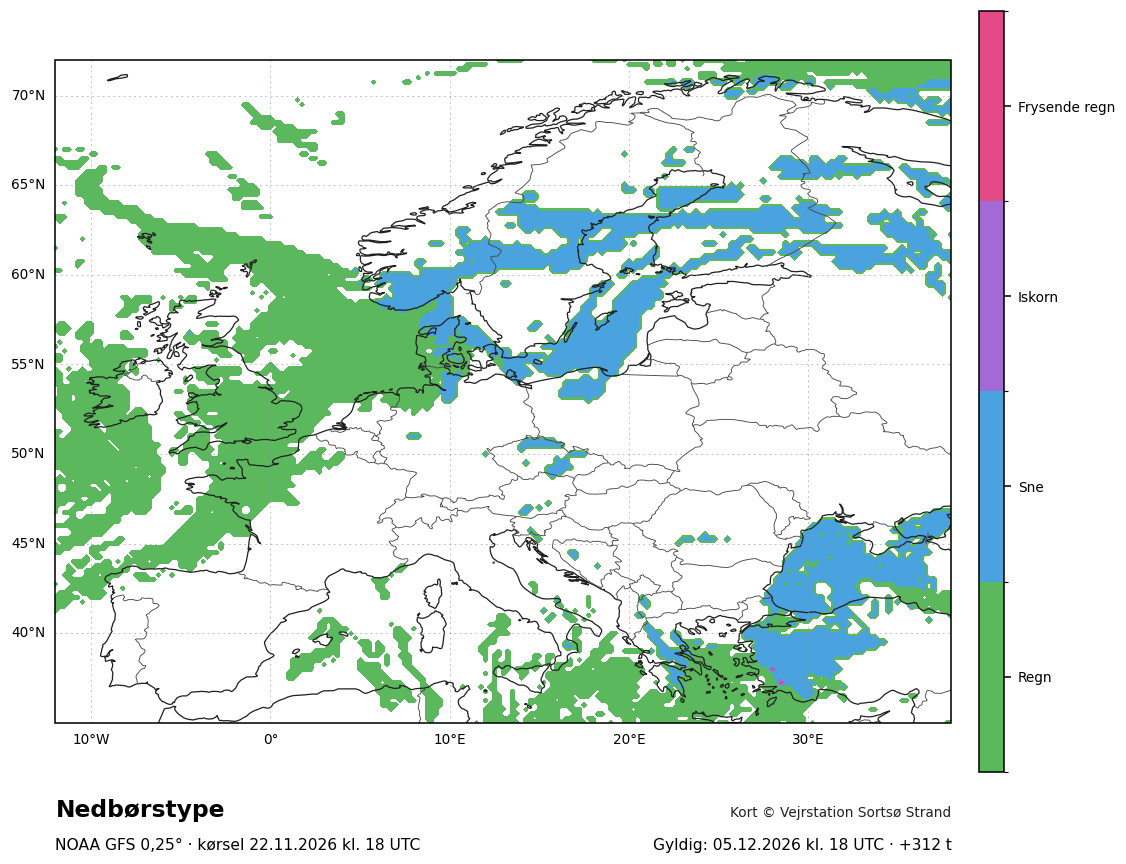 70°N
65°N
60°N
55°N
50°N
45°N
40°N
10°W
0°
10°E
20°E
30°E
Frysende regn
Iskorn
Sne
Regn
Nedbørstype
Kort © Vejrstation Sortsø Strand
NOAA GFS 0,25° · kørsel 22.11.2026 kl. 18 UTC
Gyldig: 05.12.2026 kl. 18 UTC · +312 t